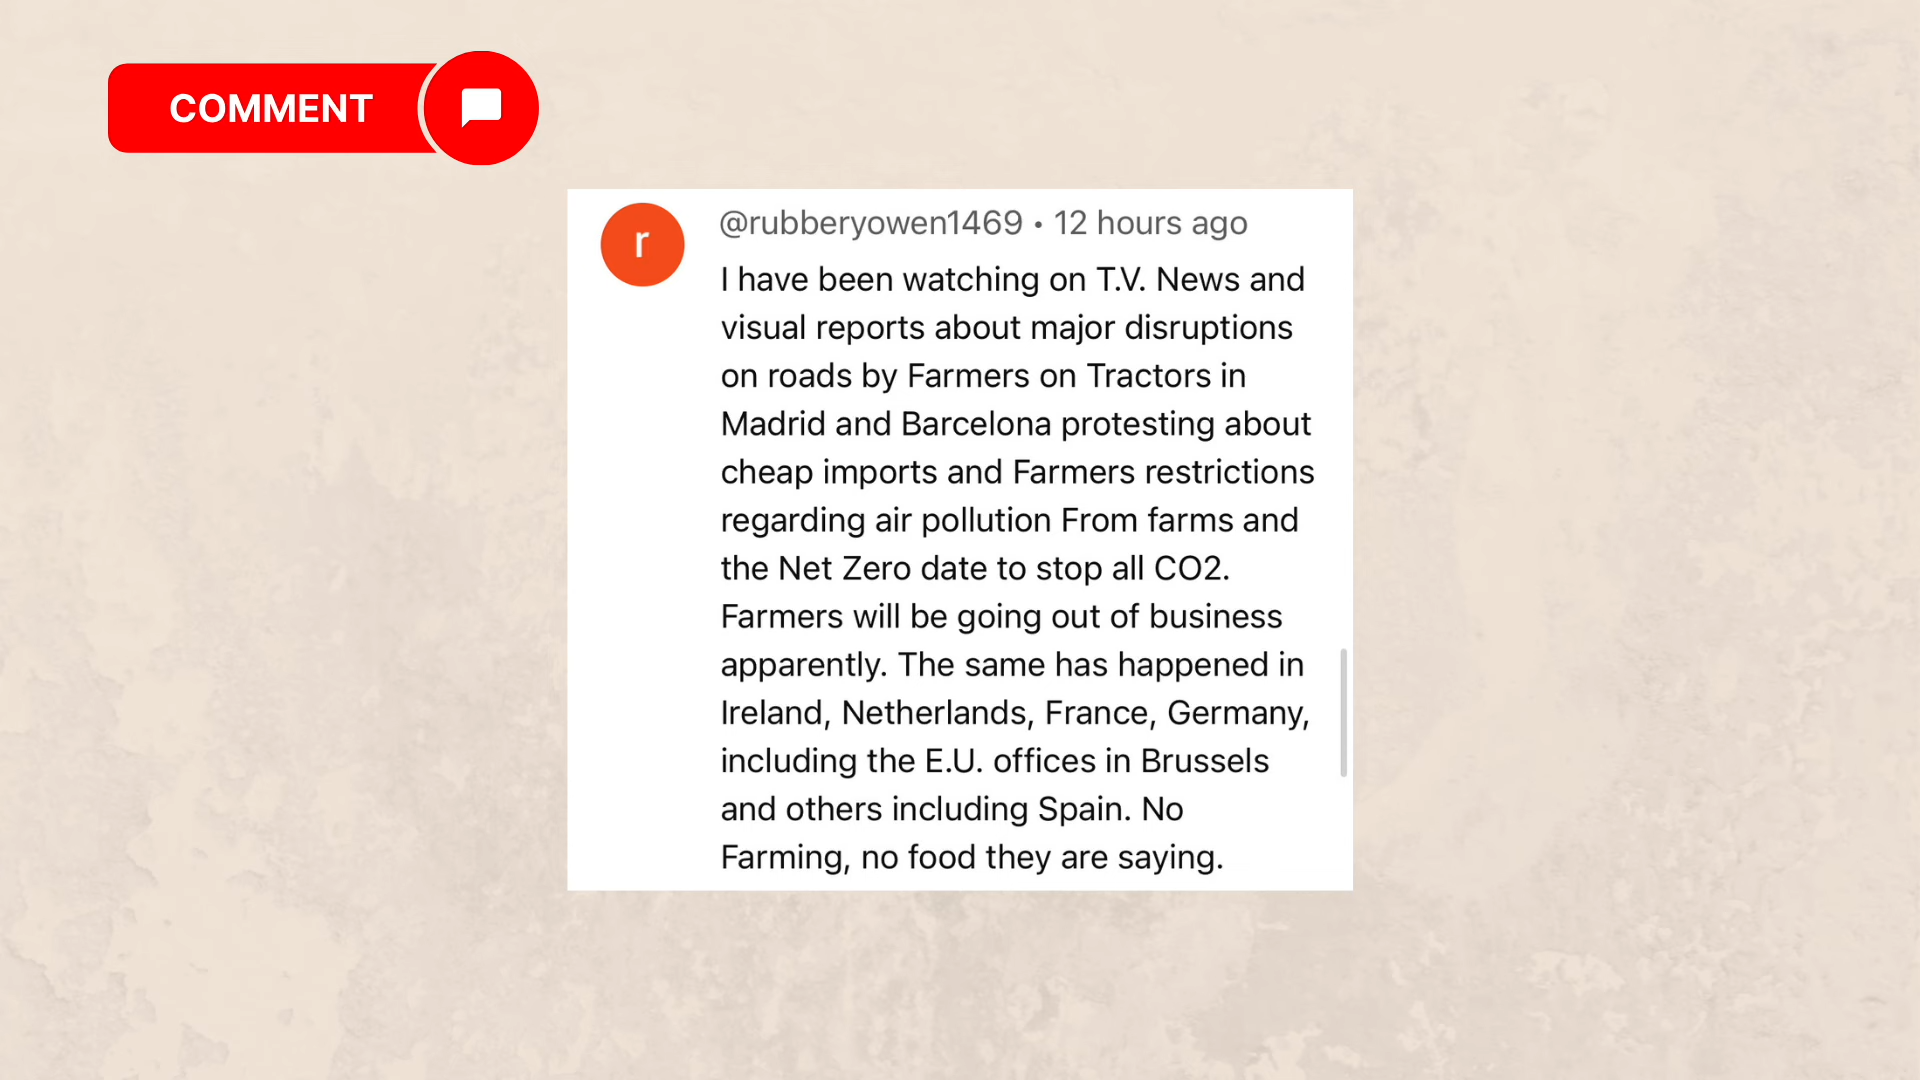 COMMENT
r
@rubberyowen1469 • 12 hours ago
I have been watching on T.V. News and
visual reports about major disruptions
on roads by Farmers on Tractors in
Madrid and Barcelona protesting about
cheap imports and Farmers restrictions
regarding air pollution From farms and
the Net Zero date to stop all CO2.
Farmers will be going out of business
apparently. The same has happened in
Ireland, Netherlands, France, Germany,
including the E.U. offices in Brussels
and others including Spain. No
Farming, no food they are saying.